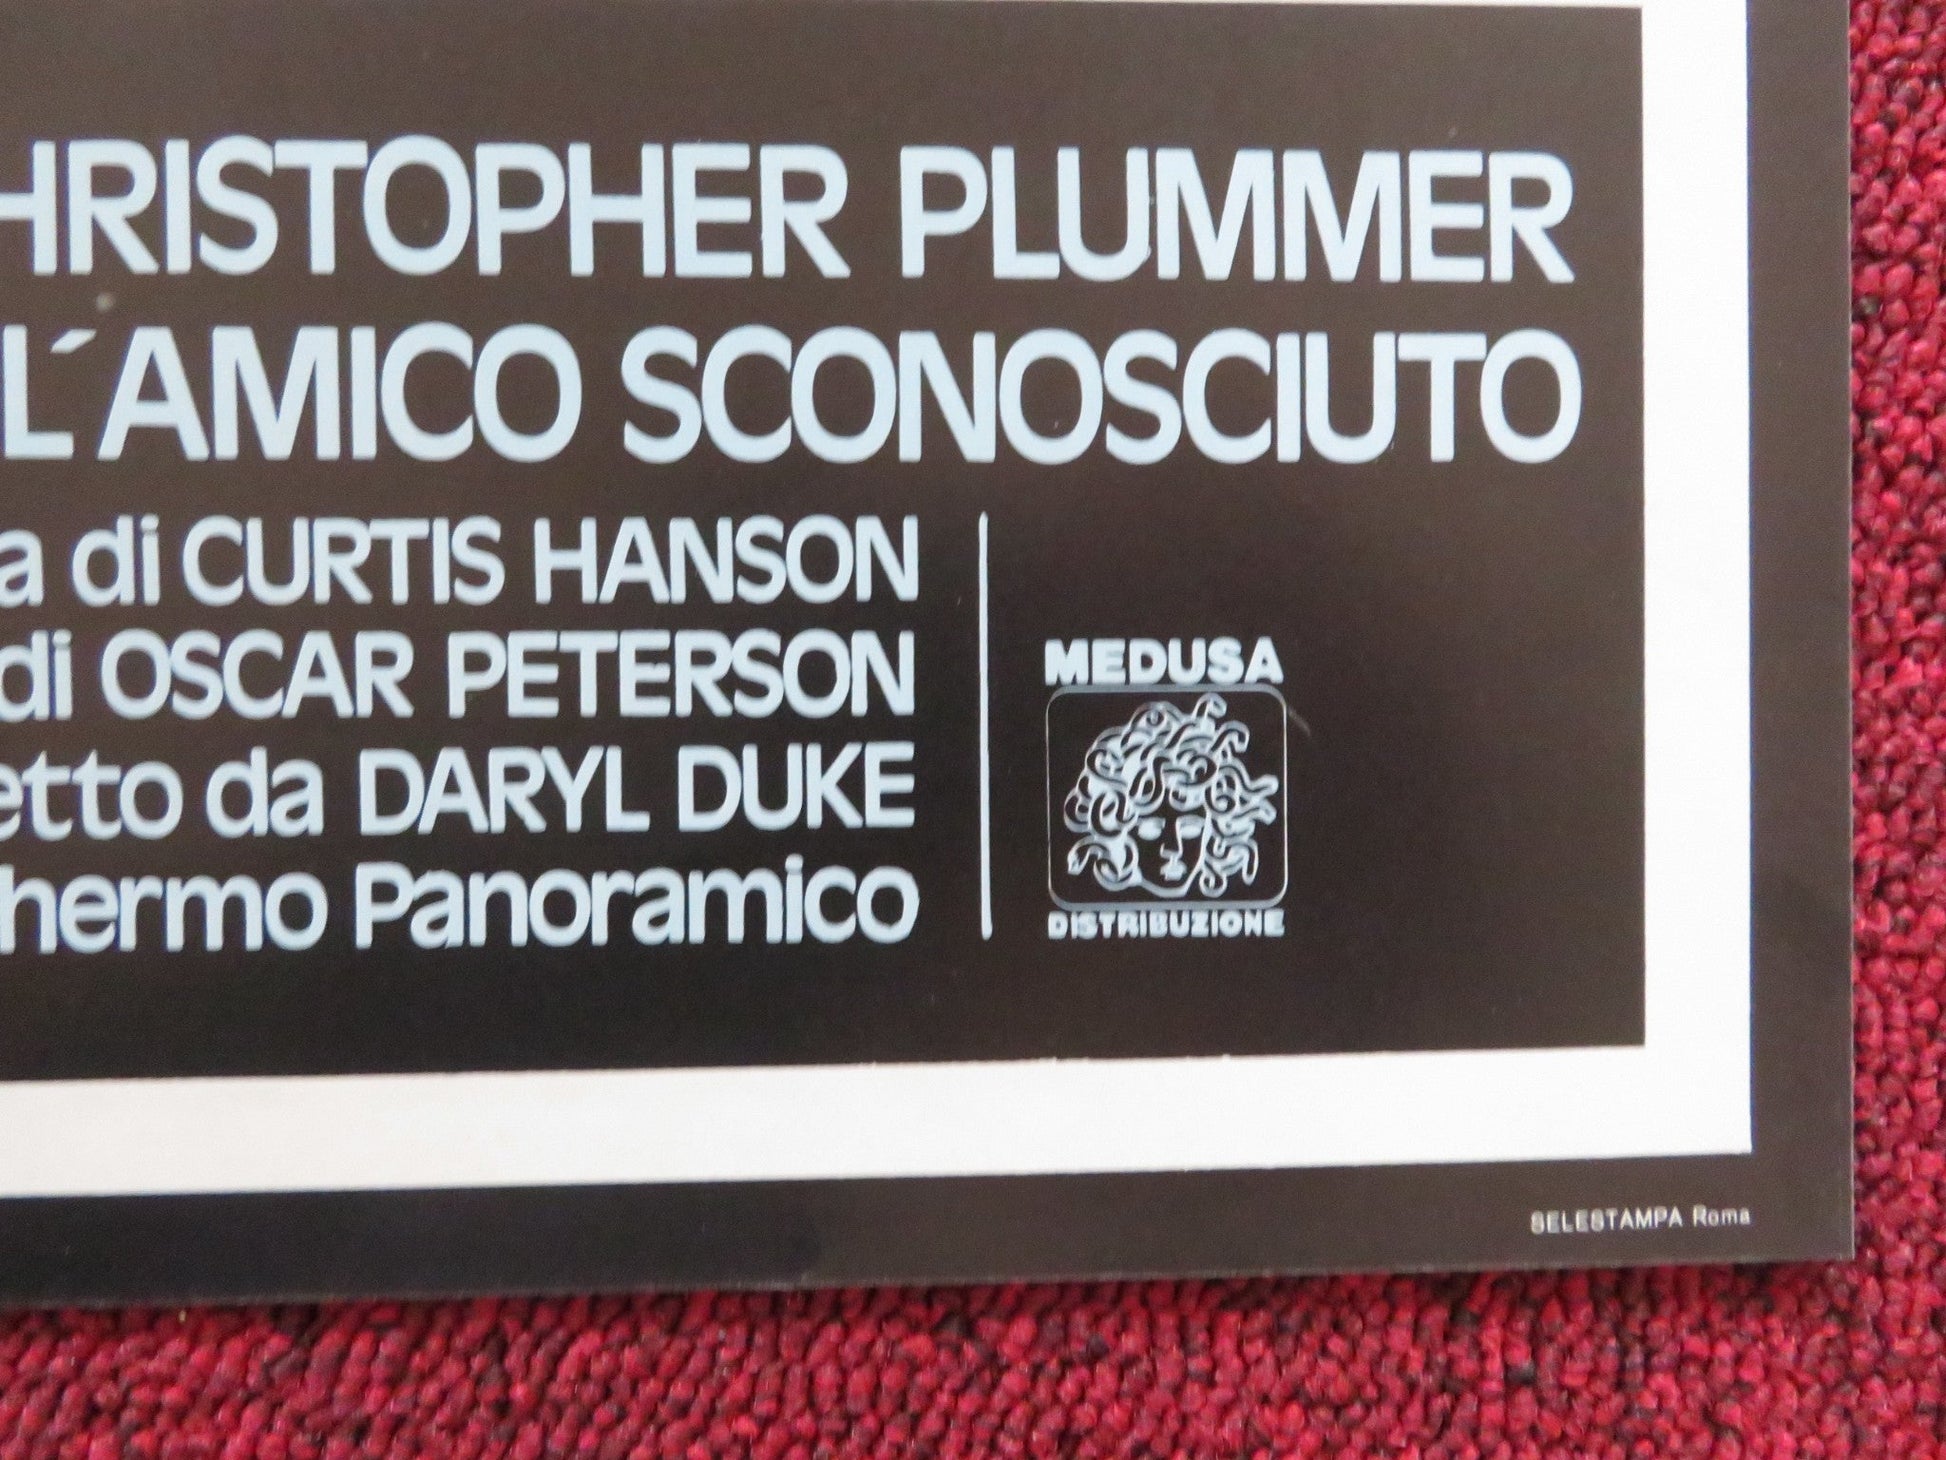 HRISTOPHER PLUMMER
L´AMICO SCONOSCIUTO
a di CURTIS HANSON
di OSCAR PETERSON
etto da DARYL DUKE
hermo Panoramico
MEDUSA
DISTRIBUZIONE
SELESTAMPA Roma